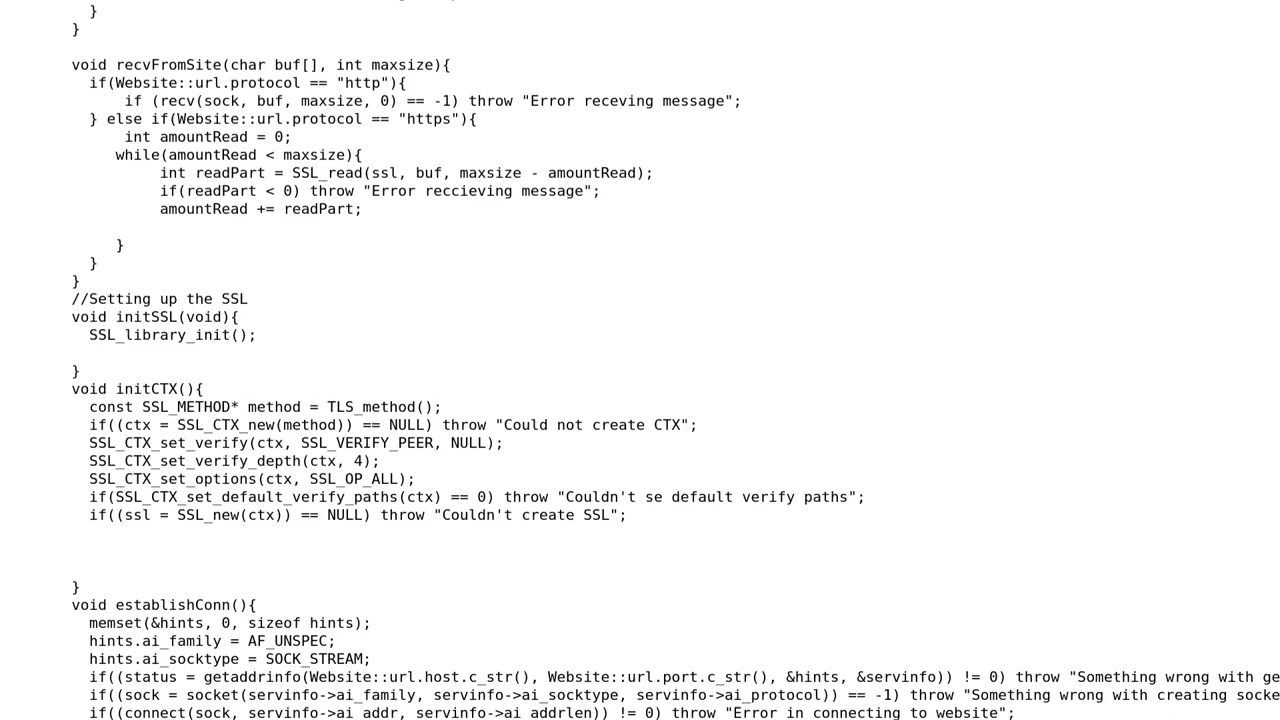 }
}
void recvFromSite(char buf[], int maxsize){
if(Website::url.protocol == "http"){
if (recv(sock, buf, maxsize, 0) == -1) throw "Error receving message";
} else if(Website::url.protocol == "https"){
int amountRead = 0;
while(amountRead < maxsize){
int readPart = SSL_read(ssl, buf, maxsize - amountRead);
if(readPart < 0) throw "Error reccieving message";
amountRead += readPart;
}
}
}
//Setting up the SSL
void initSSL(void){
SSL_library_init();
}
void initCTX(){
const SSL_METHOD* method = TLS_method();
if((ctx = SSL_CTX_new(method)) == NULL) throw "Could not create CTX";
SSL_CTX_set_verify(ctx, SSL_VERIFY_PEER, NULL);
SSL_CTX_set_verify_depth(ctx, 4);
SSL_CTX_set_options(ctx, SSL_OP_ALL);
if(SSL_CTX_set_default_verify_paths(ctx) == 0) throw "Couldn't se default verify paths";
if((ssl = SSL_new(ctx)) == NULL) throw "Couldn't create SSL";
}
void establishConn(){
memset(&hints, 0, sizeof hints);
hints.ai_family = AF_UNSPEC;
hints.ai_socktype = SOCK_STREAM;
if((status = getaddrinfo(Website::url.host.c_str(), Website::url.port.c_str(), &hints, &servinfo)) != 0) throw "Something wrong with ge
if((sock = socket(servinfo->ai_family, servinfo->ai_socktype, servinfo->ai_protocol)) == -1) throw "Something wrong with creating socke
if((connect(sock, servinfo->ai_addr, servinfo->ai_addrlen)) != 0) throw "Error in connecting to website";